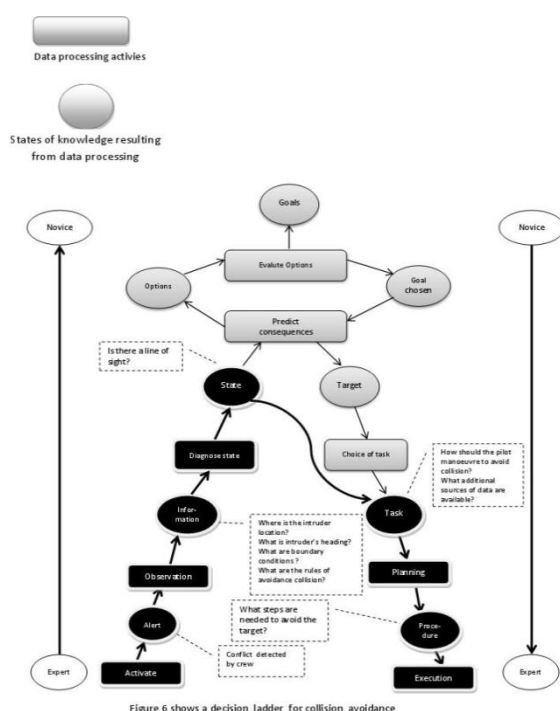 Data processing activies
States of knowledge resulting
from data processing
Novice
Goals
Novice
Evalute Options
Options
Goal
chosen
Predict
consequences
Is there a line of
sight?
State
Target
Diagnose state
Choice of task
How should the pilot
manoeuvre to avoid
collision?
What additional
sources of data are
available?
Infor-
mation
Task
Where is the intruder
location?
What is intruder's heading?
What are boundary
conditions ?
What are the rules of
avoidance collision?
Observation
Planning
What steps are
needed to avoid the
target?
Alert
Proce-
dure
Conflict detected
by crew
Expert
Activate
Execution
Expert
Figure 6 shows a decision ladder for collision avoidance